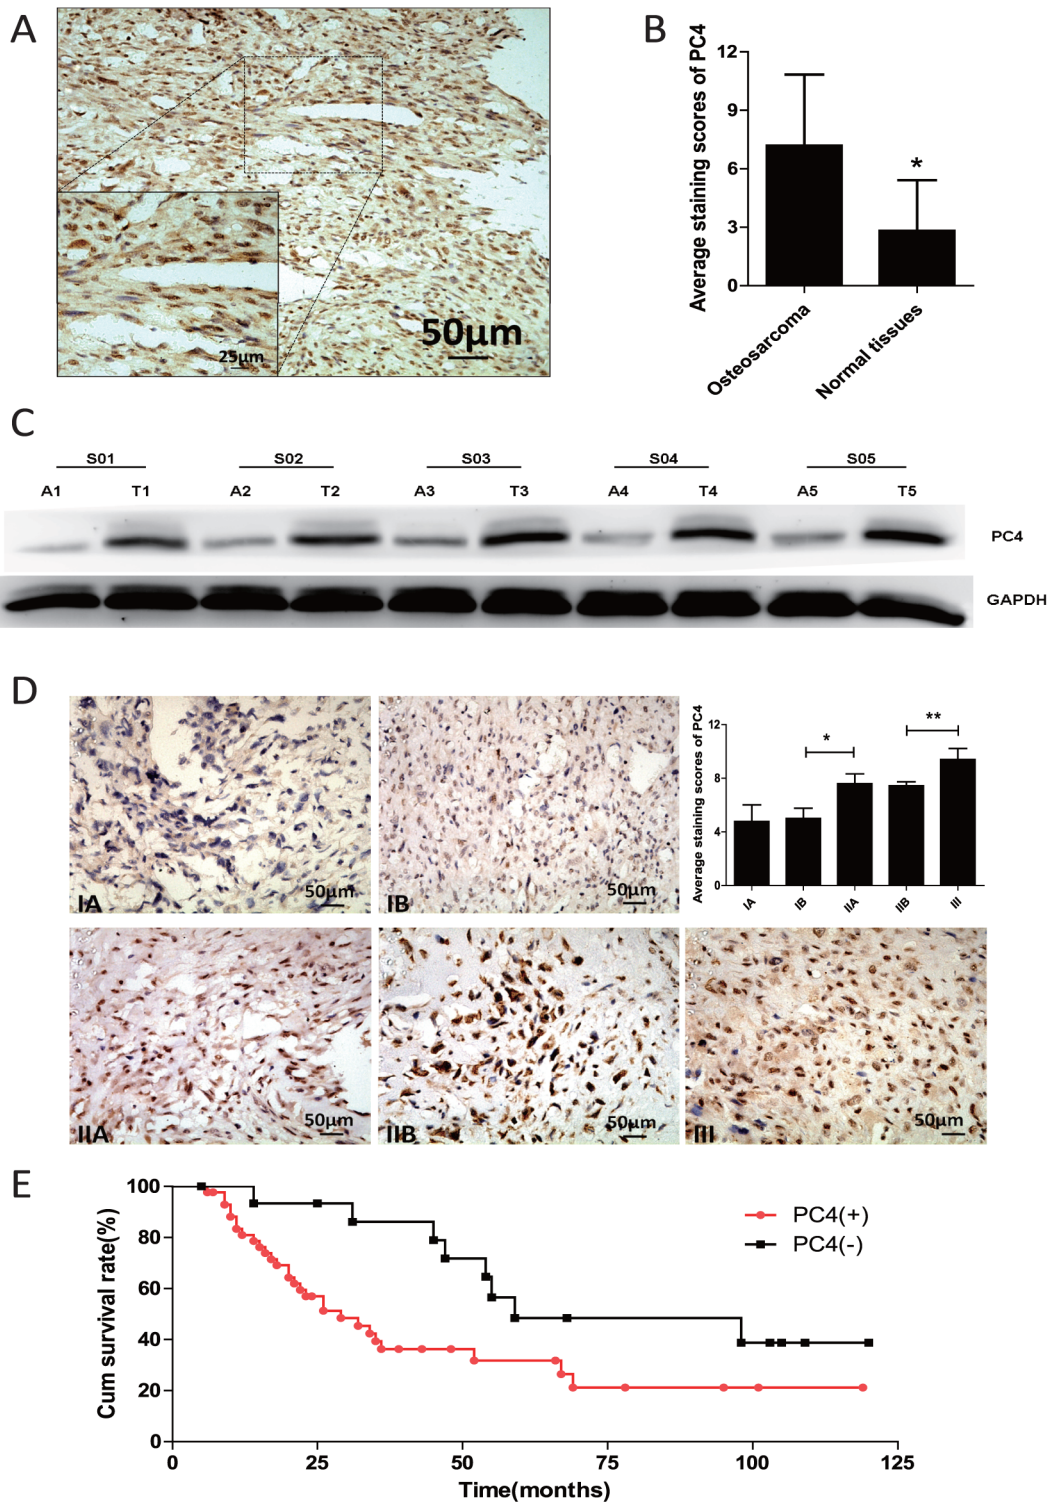 A
50µm
25µm
B
Average staining scores of PC4
12
9
6
3
0
*
Osteosarcoma
Normal tissues
C
S01 S02 S03 S04 S05
A1 T1 A2 T2 A3 T3 A4 T4 A5 T5
PC4
GAPDH
D
50µm
IA
50µm
IB
Average staining scores of PC4
12
8
4
0
*
**
IA IB IIA IIB III
50µm
IIA
50µm
IIB
50µm
III
E
Cum survival rate(%)
100
80
60
40
20
0
PC4(+)
PC4(-)
0 25 50 75 100 125
Time(months)